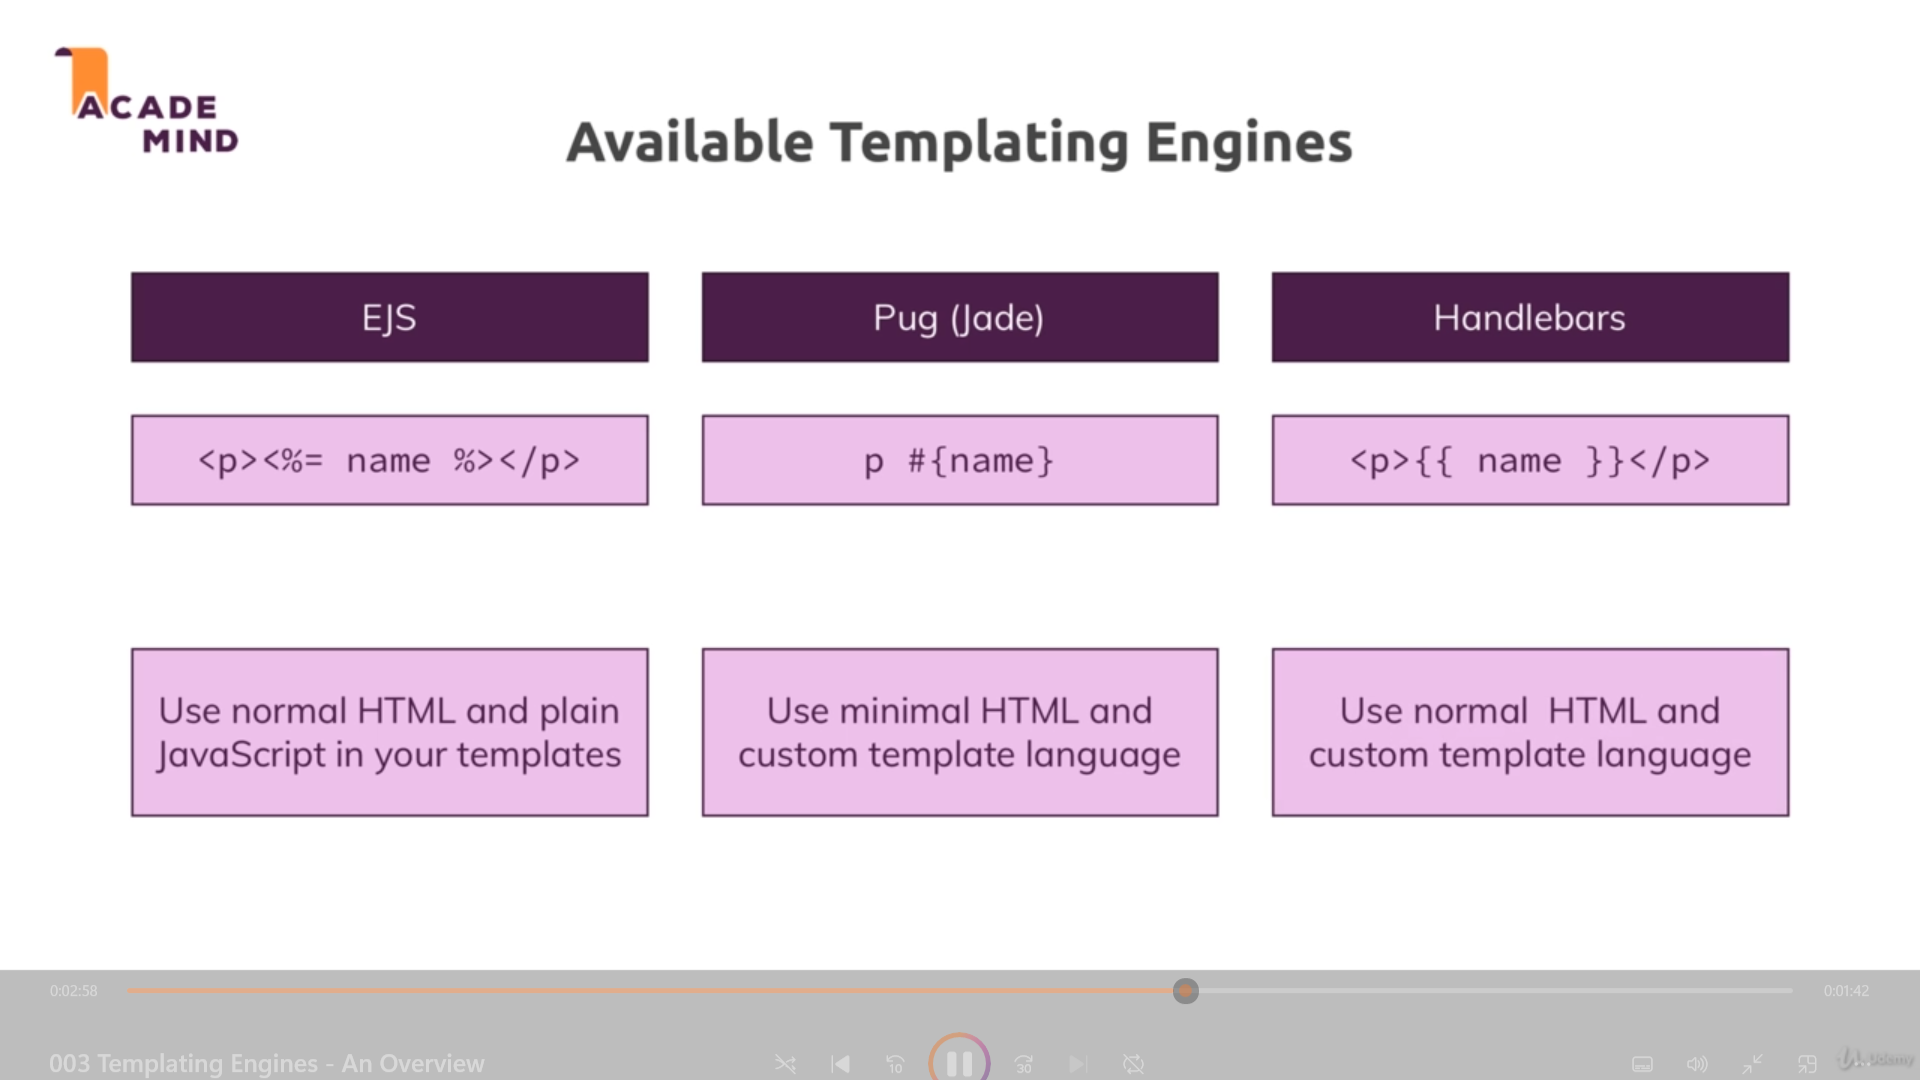 ACADE
MIND
Available Templating Engines
EJS
Pug (Jade)
Handlebars
<p><%= name %></p>
p #{name}
<p>{{ name }}</p>
Use normal HTML and plain
JavaScript in your templates
Use minimal HTML and
custom template language
Use normal  HTML and
custom template language
0:02:58
0:01:42
003 Templating Engines - An Overview
10
30
Udemy